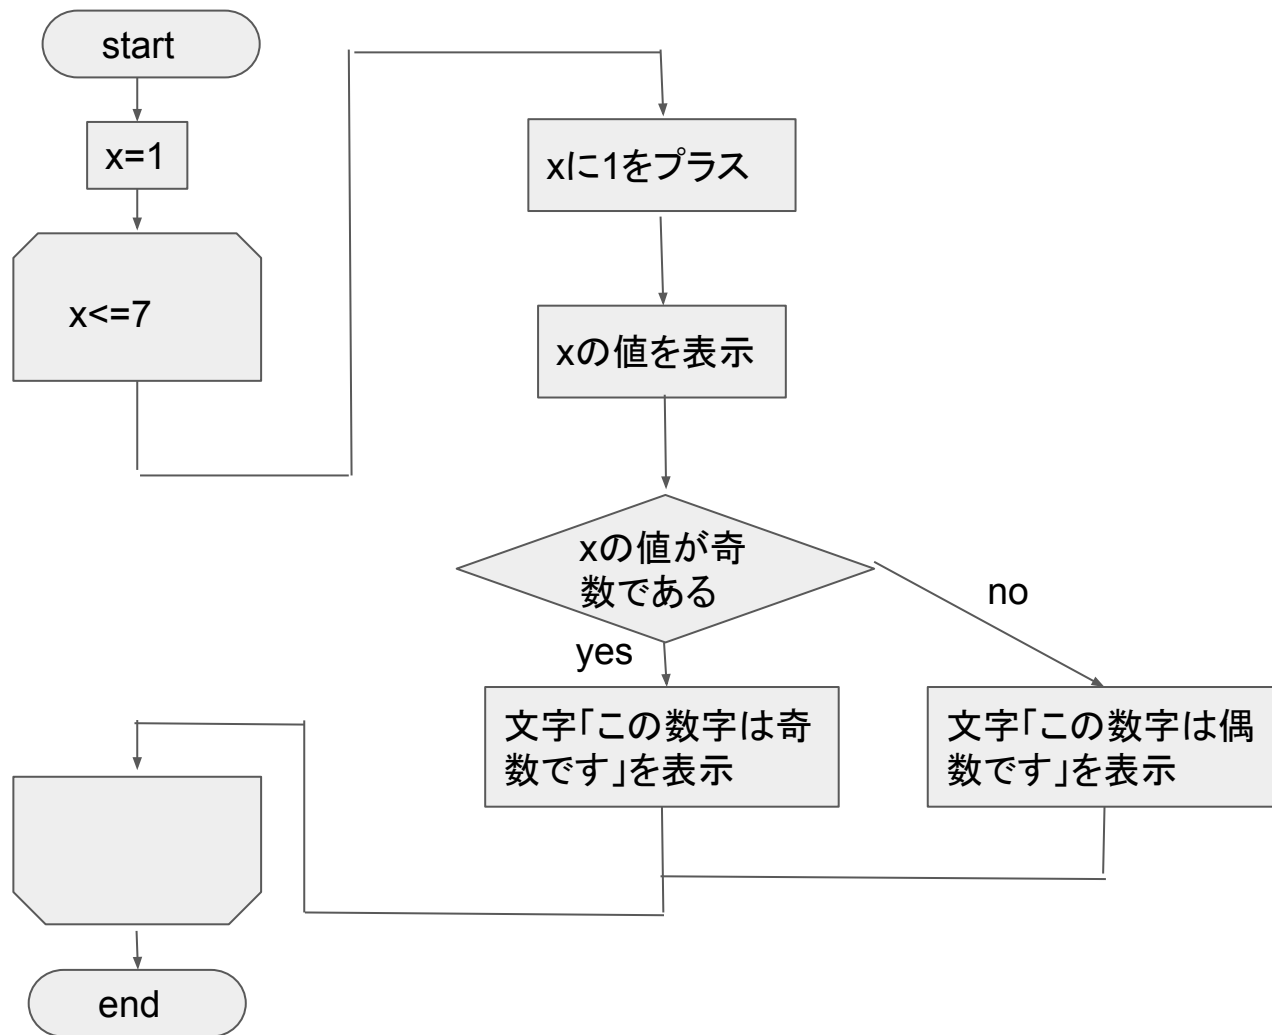 start
x=1
x<=7
xに1をプラス
xの値を表示
xの値が奇
数である
no
yes
文字｢この数字は奇
数です｣を表示
文字｢この数字は偶
数です｣を表示
end